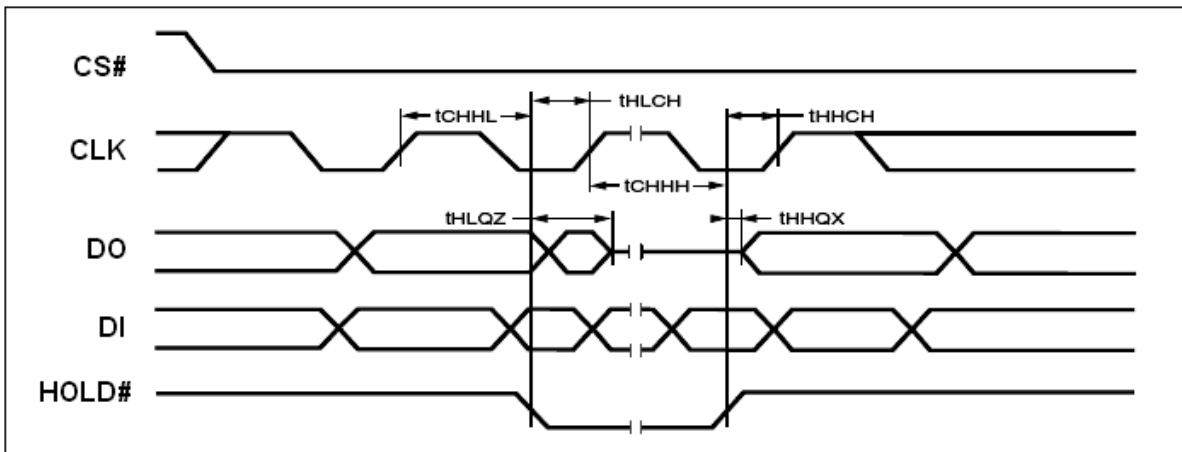 CS#
tHLCH
tCHHL
tHHCH
CLK
tCHHH
tHLQZ
tHHQX
DO
DI
HOLD#